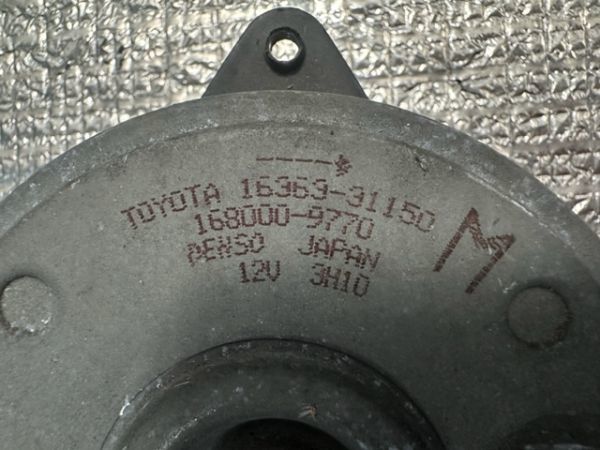 TOYOTA 16363-31150
168000-9770
DENSO JAPAN
12V 3H10
M